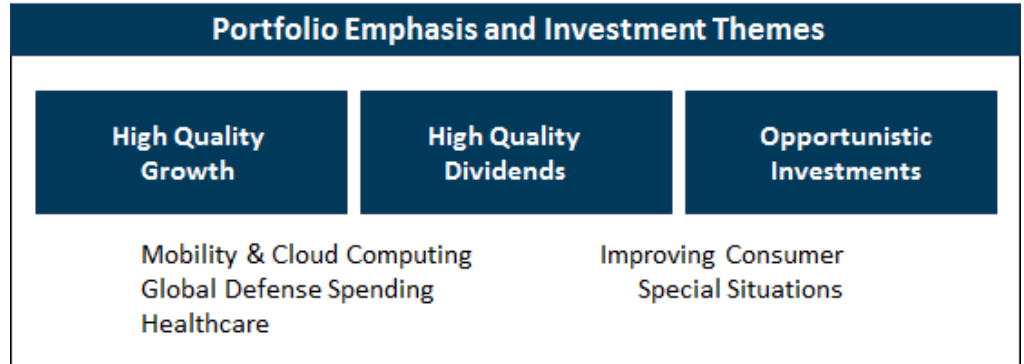 Portfolio Emphasis and Investment Themes
High Quality
Growth
High Quality
Dividends
Opportunistic
Investments
Mobility & Cloud Computing
Global Defense Spending
Healthcare
Improving Consumer
Special Situations